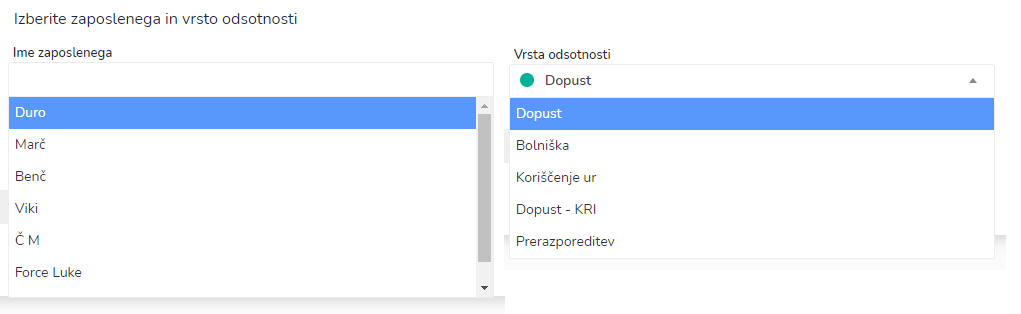 Izberite zaposlenega in vrsto odsotnosti
Ime zaposlenega
Duro
Marč
Benč
Viki
Č M
Force Luke
Vrsta odsotnosti
Dopust
Dopust
Bolniška
Koriščenje ur
Dopust - KRI
Prerazporeditev